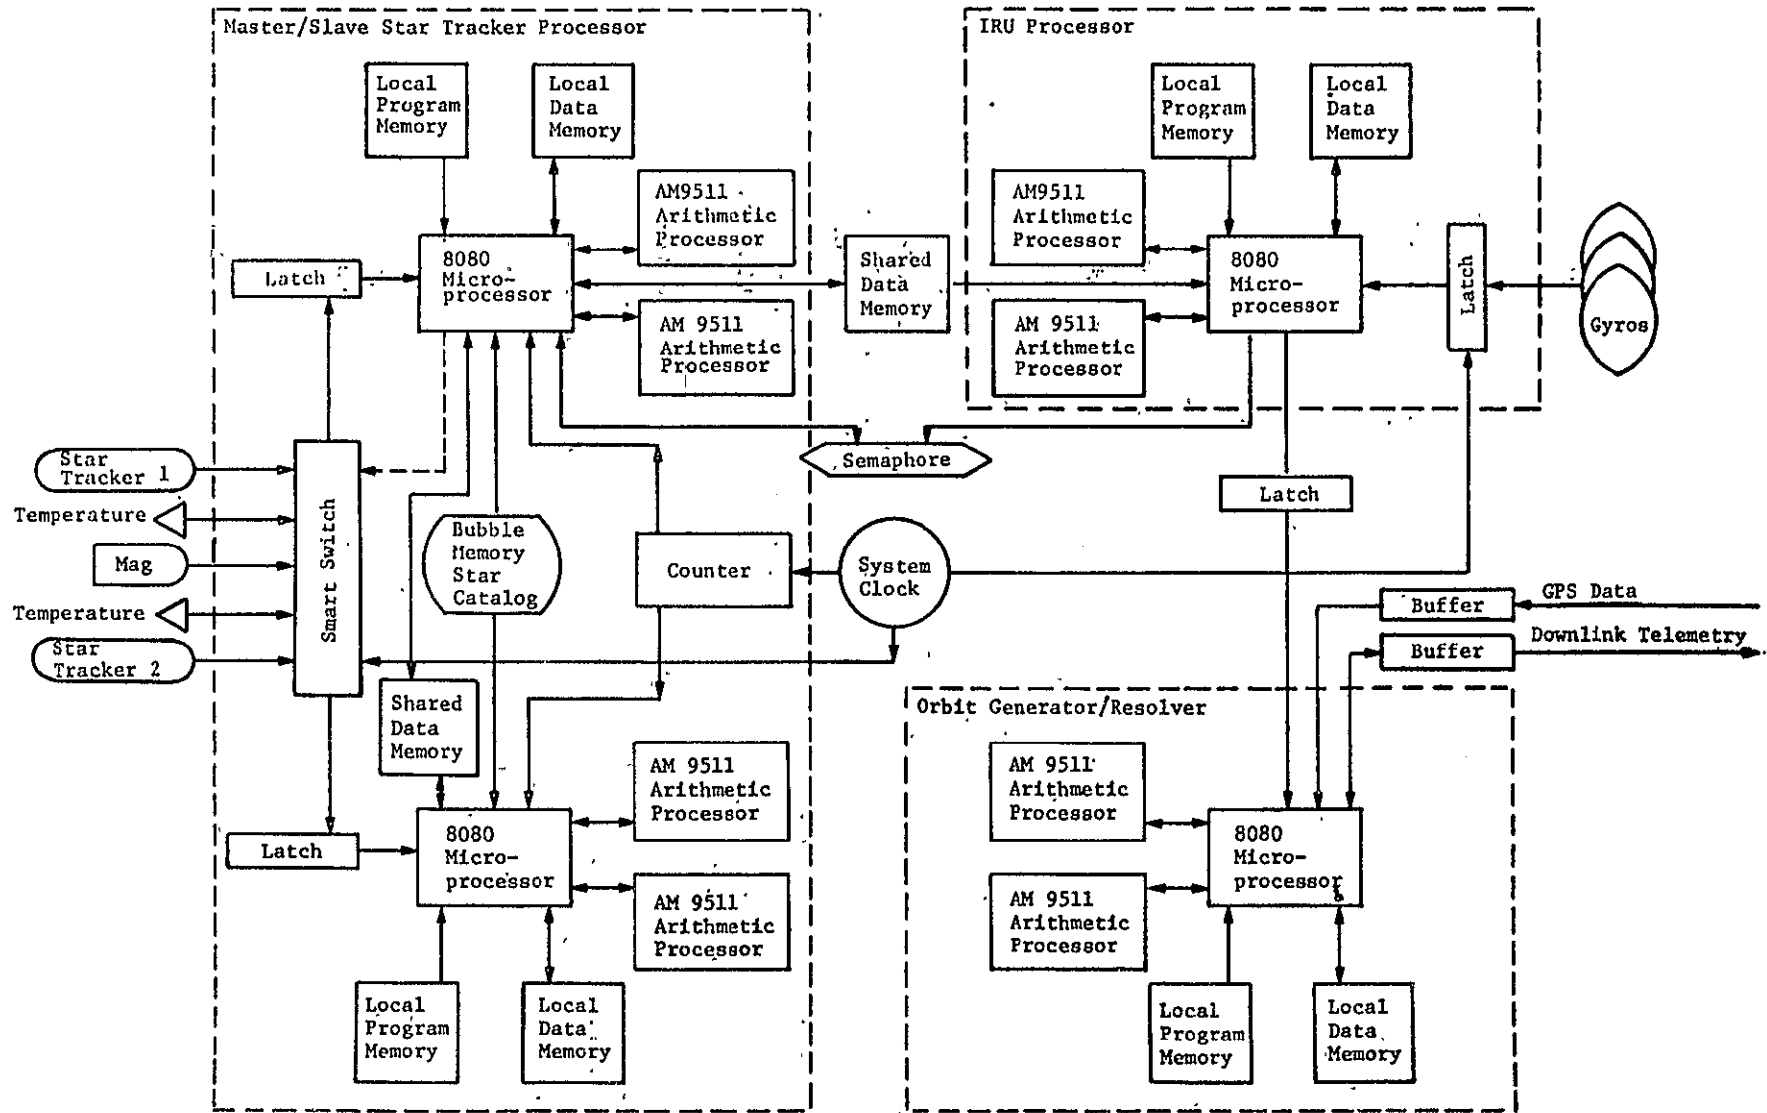 Master/Slave Star Tracker Processor
Local
Program
Memory
Local
Data
Memory
AM9511
Arithmetic
Processor
8080
Micro-
processor
Latch
AM 9511
Arithmetic
Processor
Shared
Data
Memory
IRU Processor
Local
Program
Memory
Local
Data
Memory
AM9511
Arithmetic
Processor
8080
Micro-
processor
AM 9511
Arithmetic
Processor
Latch
Gyros
Star
Tracker 1
Temperature
Mag
Temperature
Star
Tracker 2
Smart Switch
Bubble
Memory
Star
Catalog
Counter
Semaphore
System
Clock
Latch
Buffer
GPS Data
Buffer
Downlink Telemetry
Shared
Data
Memory
Latch
8080
Micro-
processor
AM 9511
Arithmetic
Processor
AM 9511
Arithmetic
Processor
Local
Program
Memory
Local
Data
Memory
Orbit Generator/Resolver
AM 9511
Arithmetic
Processor
8080
Micro-
processor
AM 9511
Arithmetic
Processor
Local
Program
Memory
Local
Data
Memory